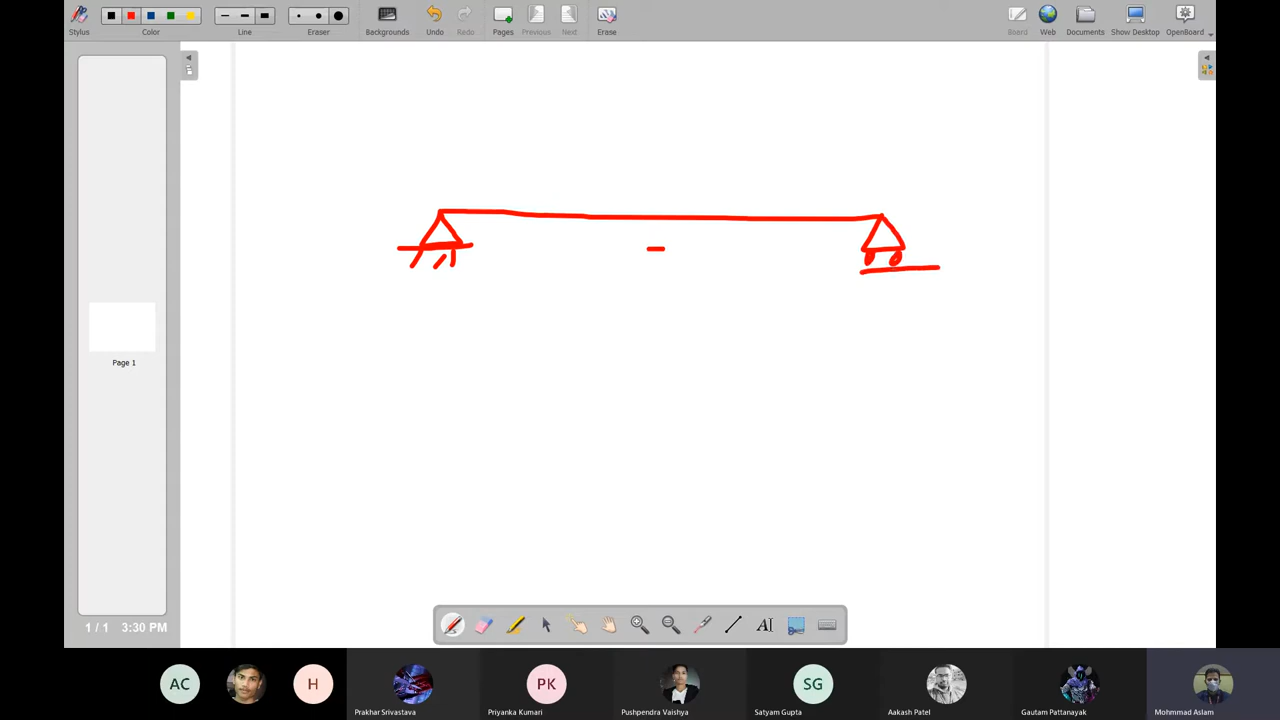 Stylus Color Line Eraser Backgrounds Undo Redo Pages Previous Next Erase Board Web Documents Show Desktop OpenBoard
Page 1
1 / 1 3:30 PM
AI
AC H PK SG
Prakhar Srivastava Priyanka Kumari Pushpendra Vaishya Satyam Gupta Aakash Patel Gautam Pattanayak Mohmmad Aslam